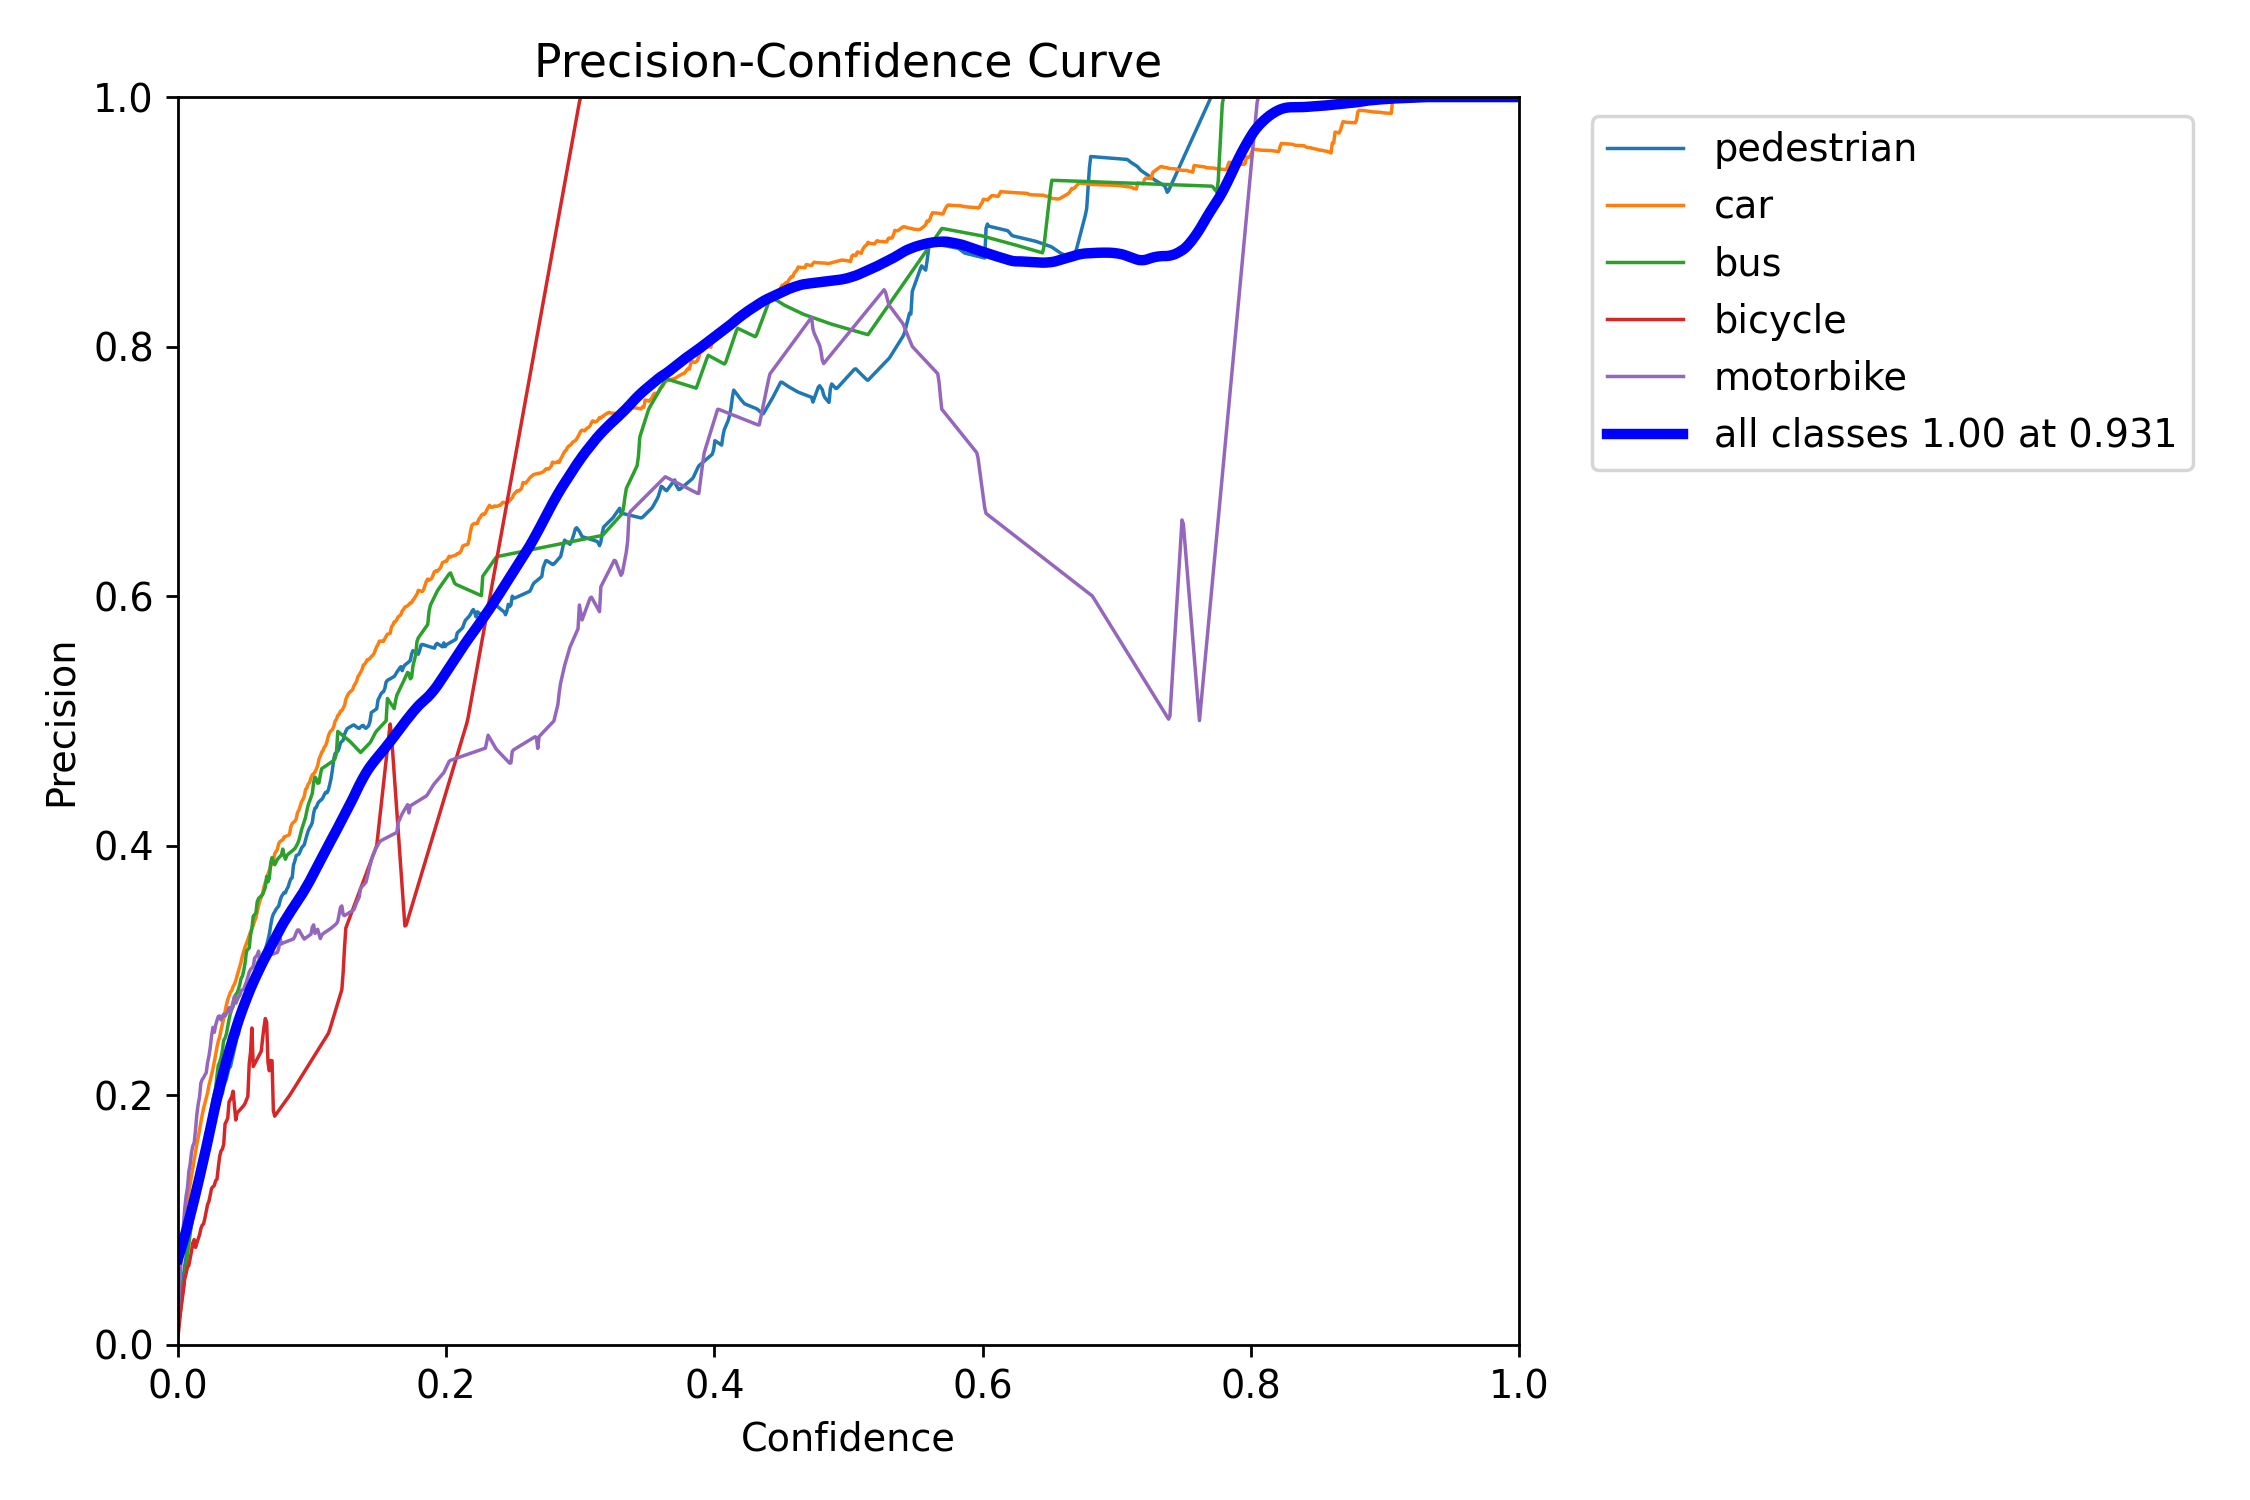 Precision-Confidence Curve
1.0
0.8
0.6
0.4
0.2
0.0
Precision
0.0 0.2 0.4 0.6 0.8 1.0
Confidence
pedestrian
car
bus
bicycle
motorbike
all classes 1.00 at 0.931